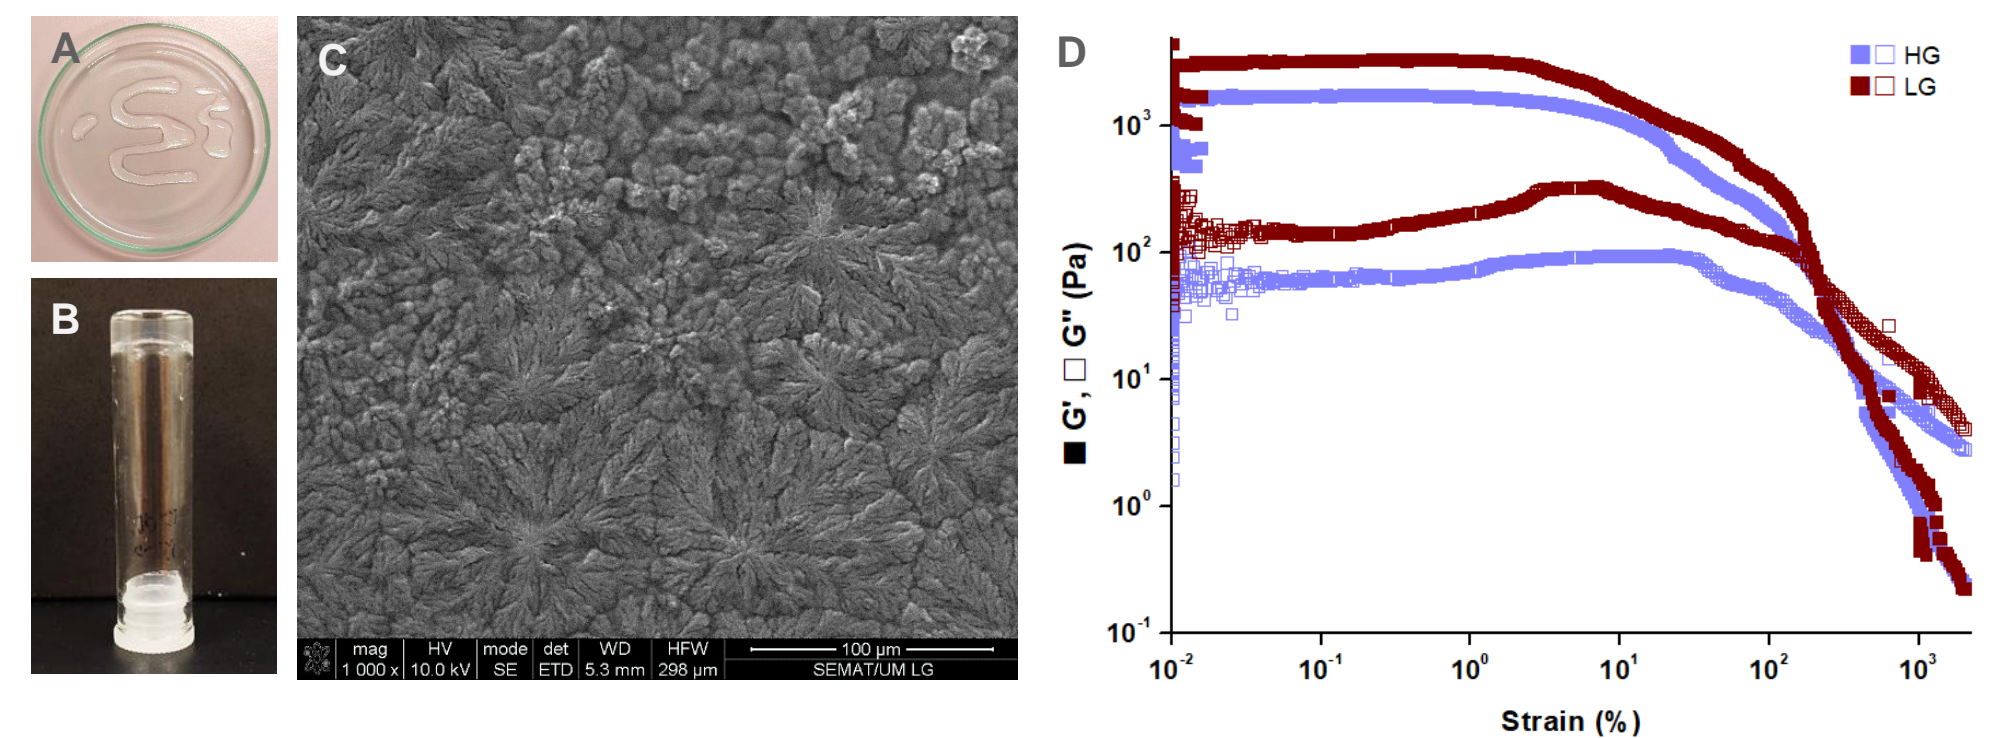 A
B
C
mag HV mode det WD HFW 100 µm
1 000 x 10.0 kV SE ETD 5.3 mm 298 µm SEMAT/UM LG
D
HG
LG
■ G', □ G" (Pa)
10³
10²
10¹
10⁰
10⁻¹
10⁻² 10⁻¹ 10⁰ 10¹ 10² 10³
Strain (%)